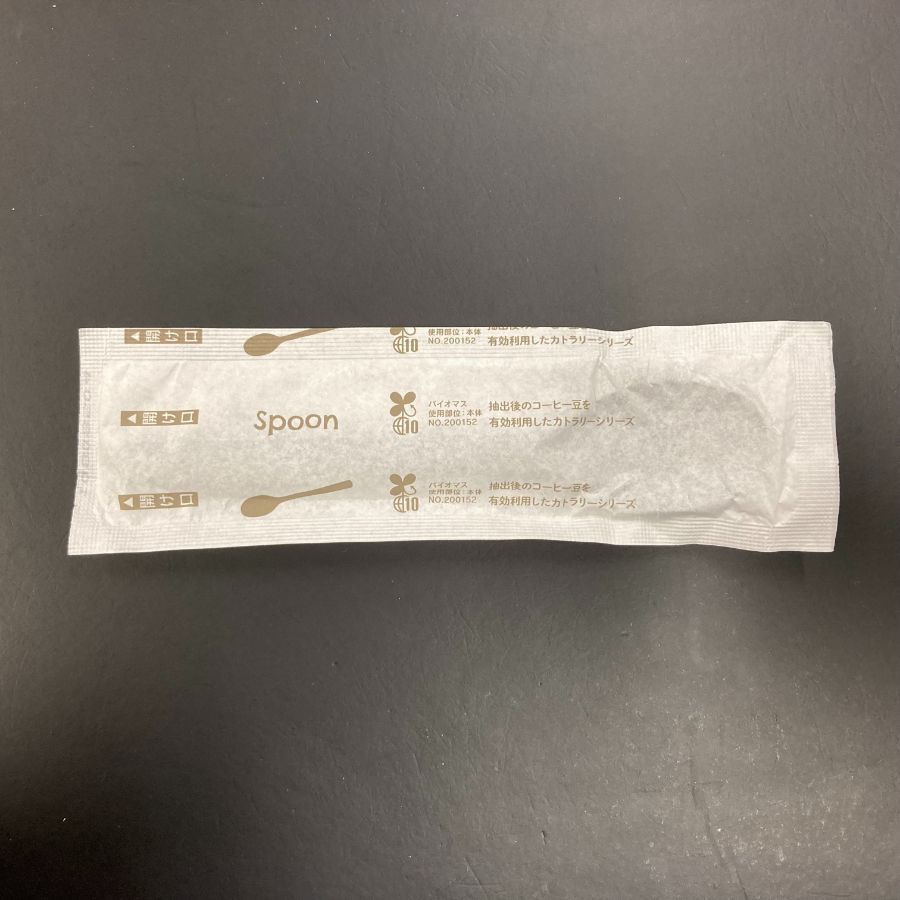 ▲開け口
使用部位:本体
NO.200152
10
有効利用したカトラリーシリーズ
▲開け口
Spoon
10
バイオマス
使用部位:本体
NO.200152
抽出後のコーヒー豆を
有効利用したカトラリーシリーズ
▲開け口
10
バイオマス
使用部位:本体
NO.200152
抽出後のコーヒー豆を
有効利用したカトラリーシリーズ